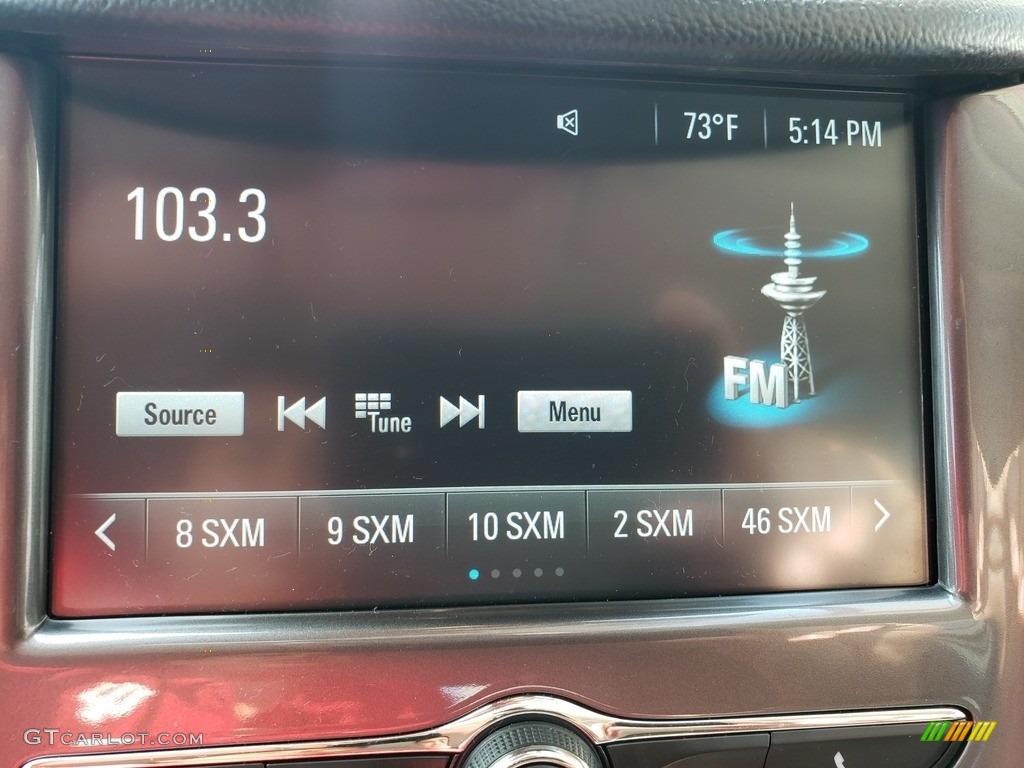 73°F 5:14 PM
103.3
FM
Source Tune Menu
8 SXM 9 SXM 10 SXM 2 SXM 46 SXM
GTCARLOT.COM